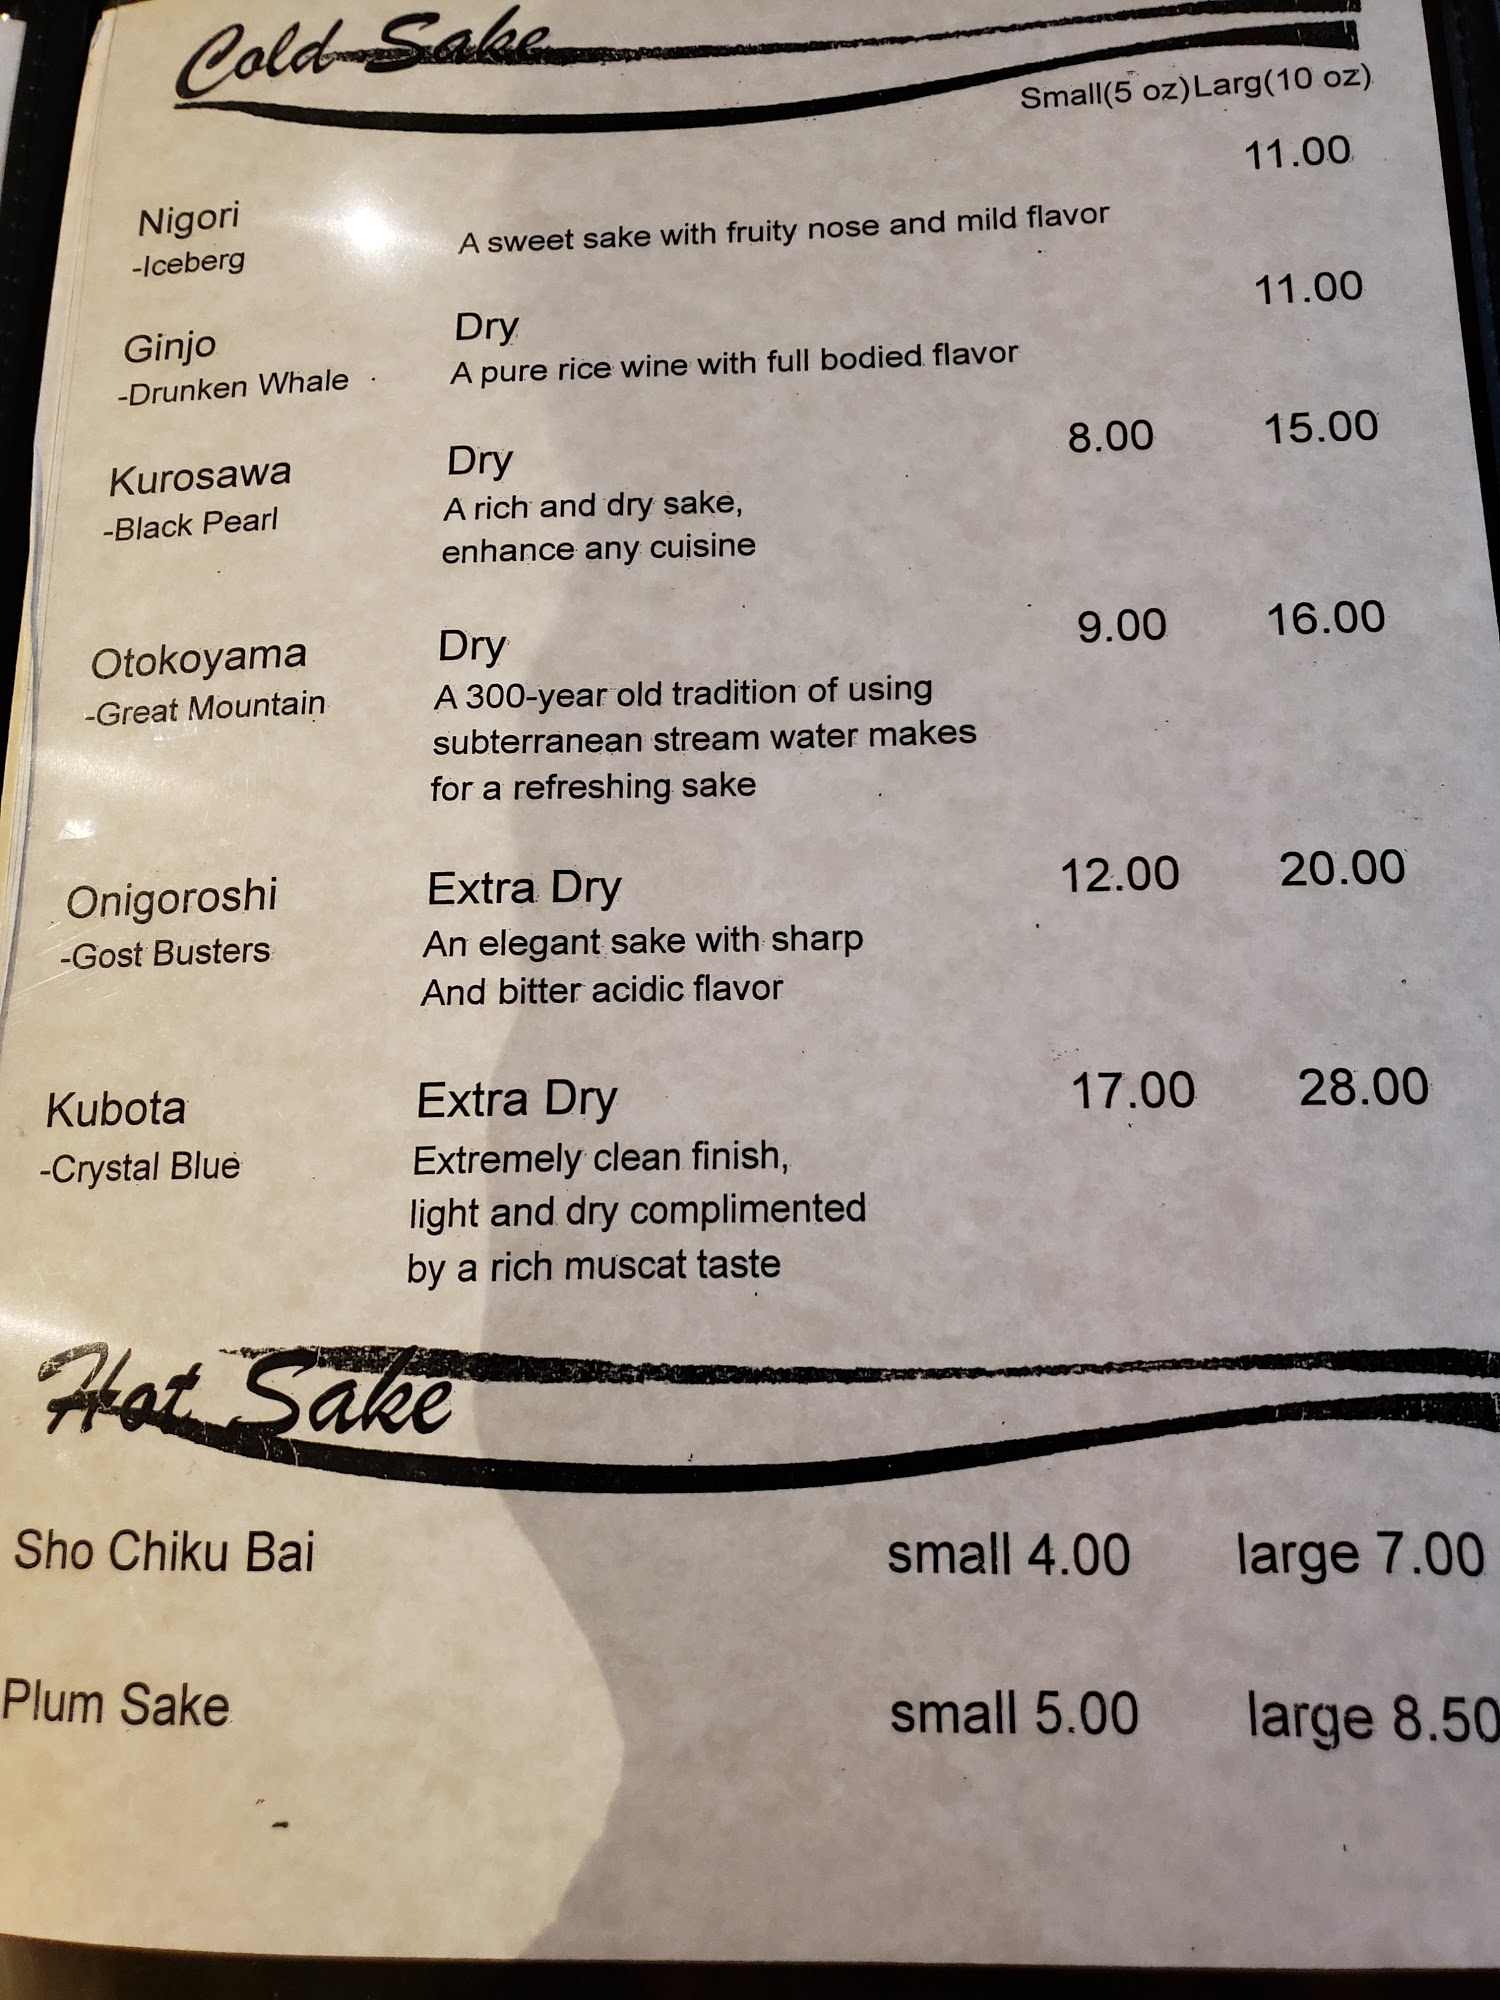 Cold Sake
Small(5 oz) Larg(10 oz)
11.00
Nigori
-Iceberg A sweet sake with fruity nose and mild flavor
11.00
Ginjo Dry
-Drunken Whale A pure rice wine with full bodied flavor
Kurosawa Dry 8.00 15.00
-Black Pearl A rich and dry sake,
enhance any cuisine
Otokoyama Dry 9.00 16.00
-Great Mountain A 300-year old tradition of using
subterranean stream water makes
for a refreshing sake
Onigoroshi Extra Dry 12.00 20.00
-Gost Busters An elegant sake with sharp
And bitter acidic flavor
Kubota Extra Dry 17.00 28.00
-Crystal Blue Extremely clean finish,
light and dry complimented
by a rich muscat taste
Hot Sake
Sho Chiku Bai small 4.00 large 7.00
Plum Sake small 5.00 large 8.50